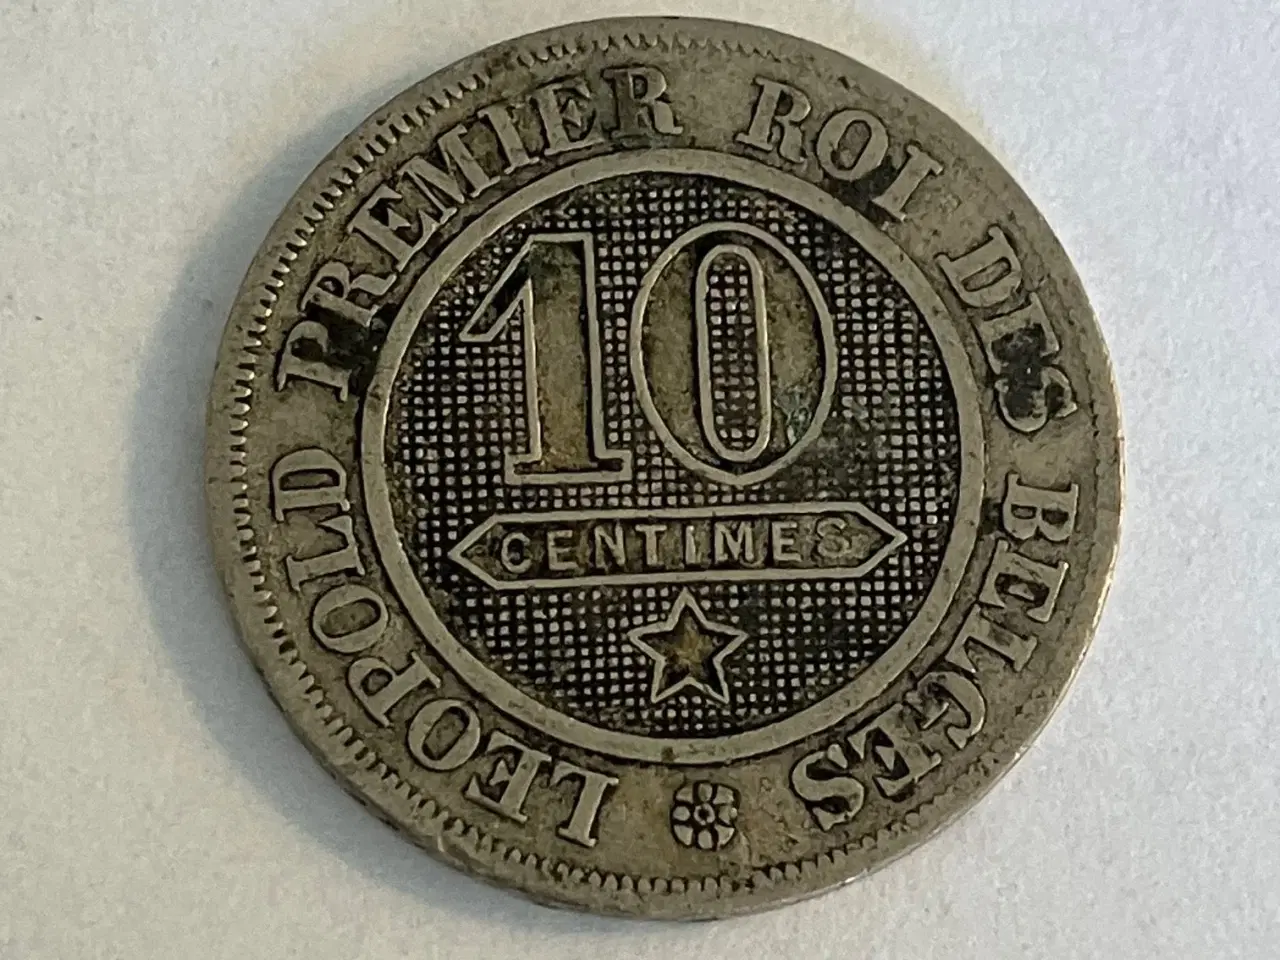 LEOPOLD PREMIER ROI DES BELGES
10
CENTIMES